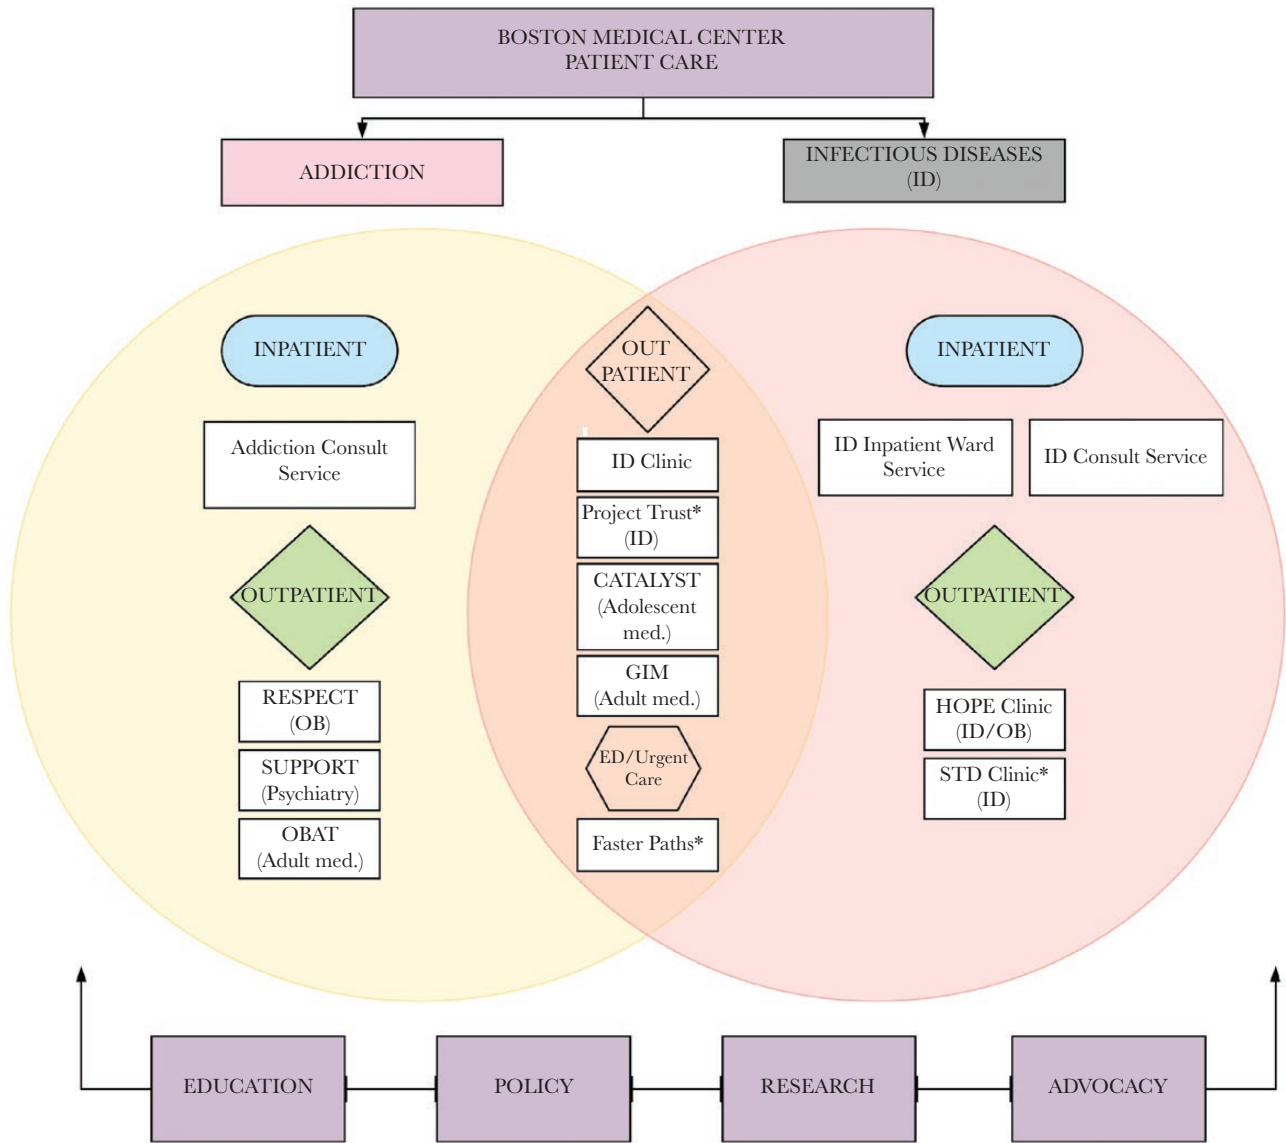 BOSTON MEDICAL CENTER
PATIENT CARE
ADDICTION
INFECTIOUS DISEASES
(ID)
INPATIENT
Addiction Consult
Service
OUTPATIENT
RESPECT
(OB)
SUPPORT
(Psychiatry)
OBAT
(Adult med.)
OUT
PATIENT
ID Clinic
Project Trust*
(ID)
CATALYST
(Adolescent
med.)
GIM
(Adult med.)
ED/Urgent
Care
Faster Paths*
INPATIENT
ID Inpatient Ward
Service
ID Consult Service
OUTPATIENT
HOPE Clinic
(ID/OB)
STD Clinic*
(ID)
EDUCATION
POLICY
RESEARCH
ADVOCACY